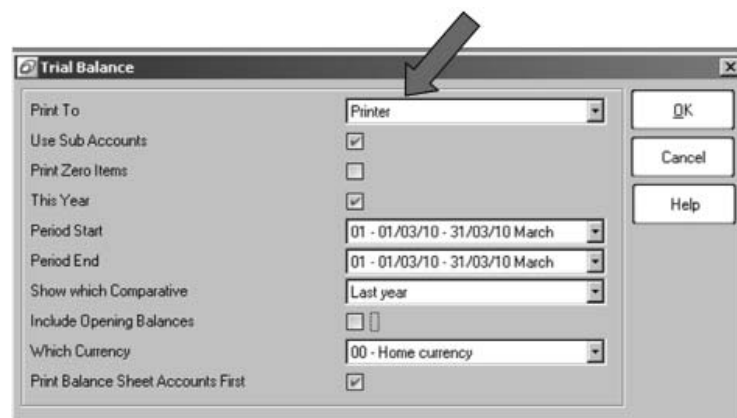 Trial Balance
Print To Printer OK
Use Sub Accounts
Print Zero Items Cancel
This Year Help
Period Start 01 - 01/03/10 - 31/03/10 March
Period End 01 - 01/03/10 - 31/03/10 March
Show which Comparative Last year
Include Opening Balances
Which Currency 00 - Home currency
Print Balance Sheet Accounts First